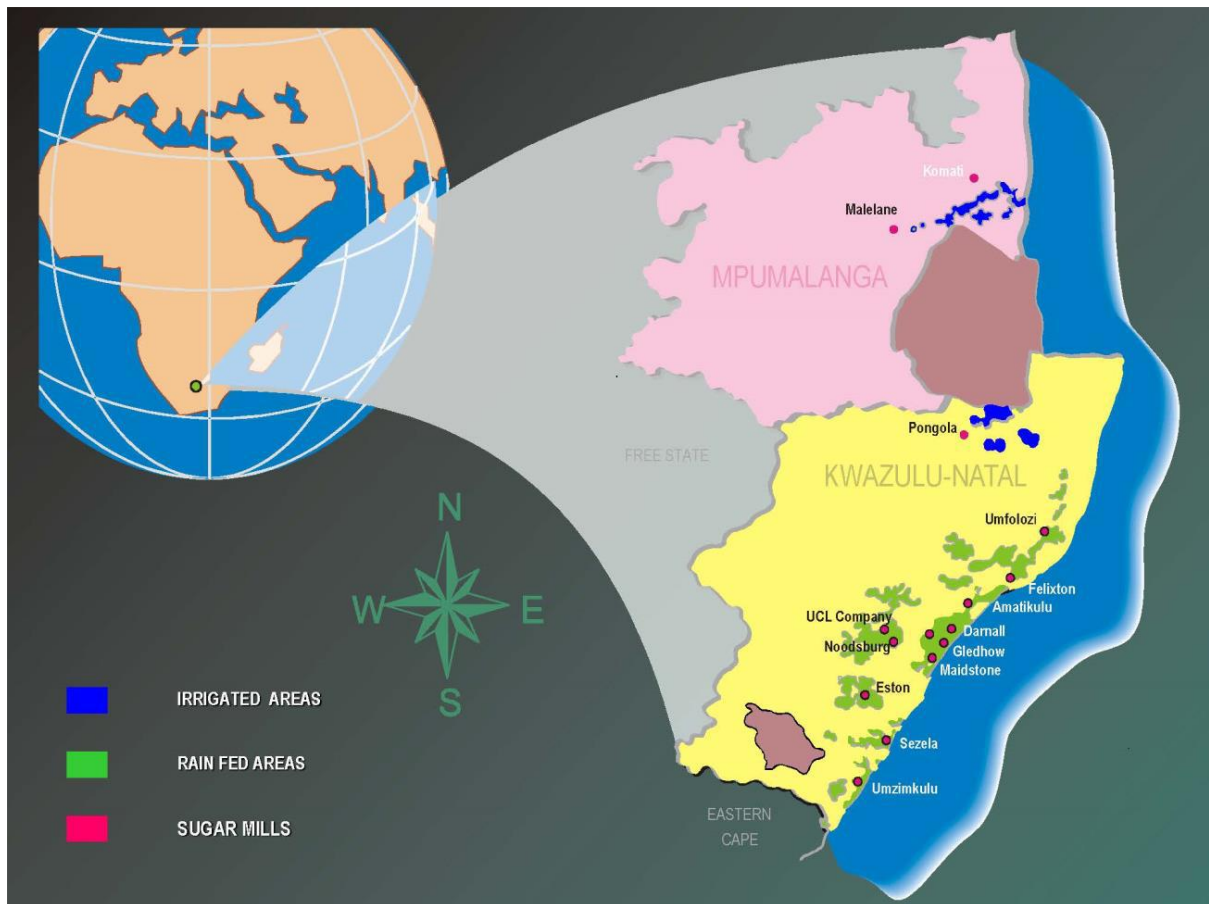 Komati
Malelane
MPUMALANGA
Pongola
FREE STATE
KWAZULU-NATAL
N
W
E
S
Umfolozi
Felixton
Amatikulu
UCL Company
Darnall
Noodsburg
Gledhow
Maidstone
Eston
Sezela
Umzimkulu
EASTERN
CAPE
IRRIGATED AREAS
RAIN FED AREAS
SUGAR MILLS